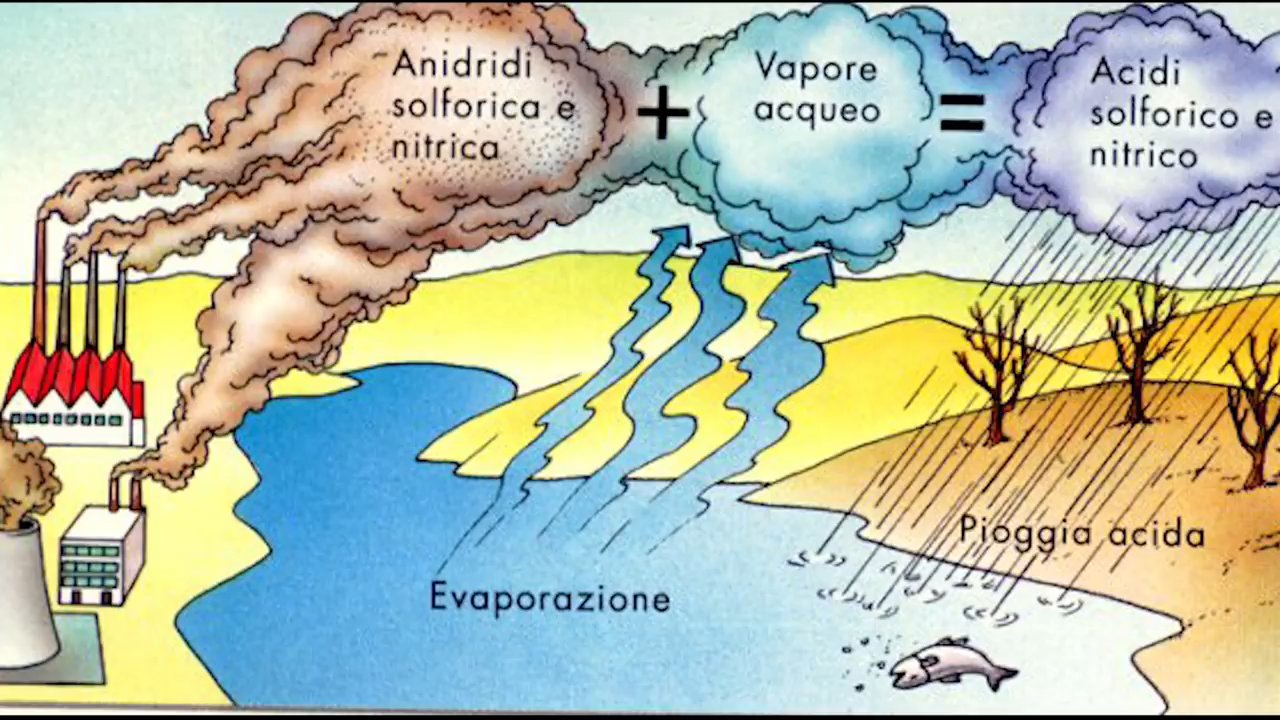 Anidridi
solforica e
nitrica
+
Vapore
acqueo
=
Acidi
solforico e
nitrico
Pioggia acida
Evaporazione